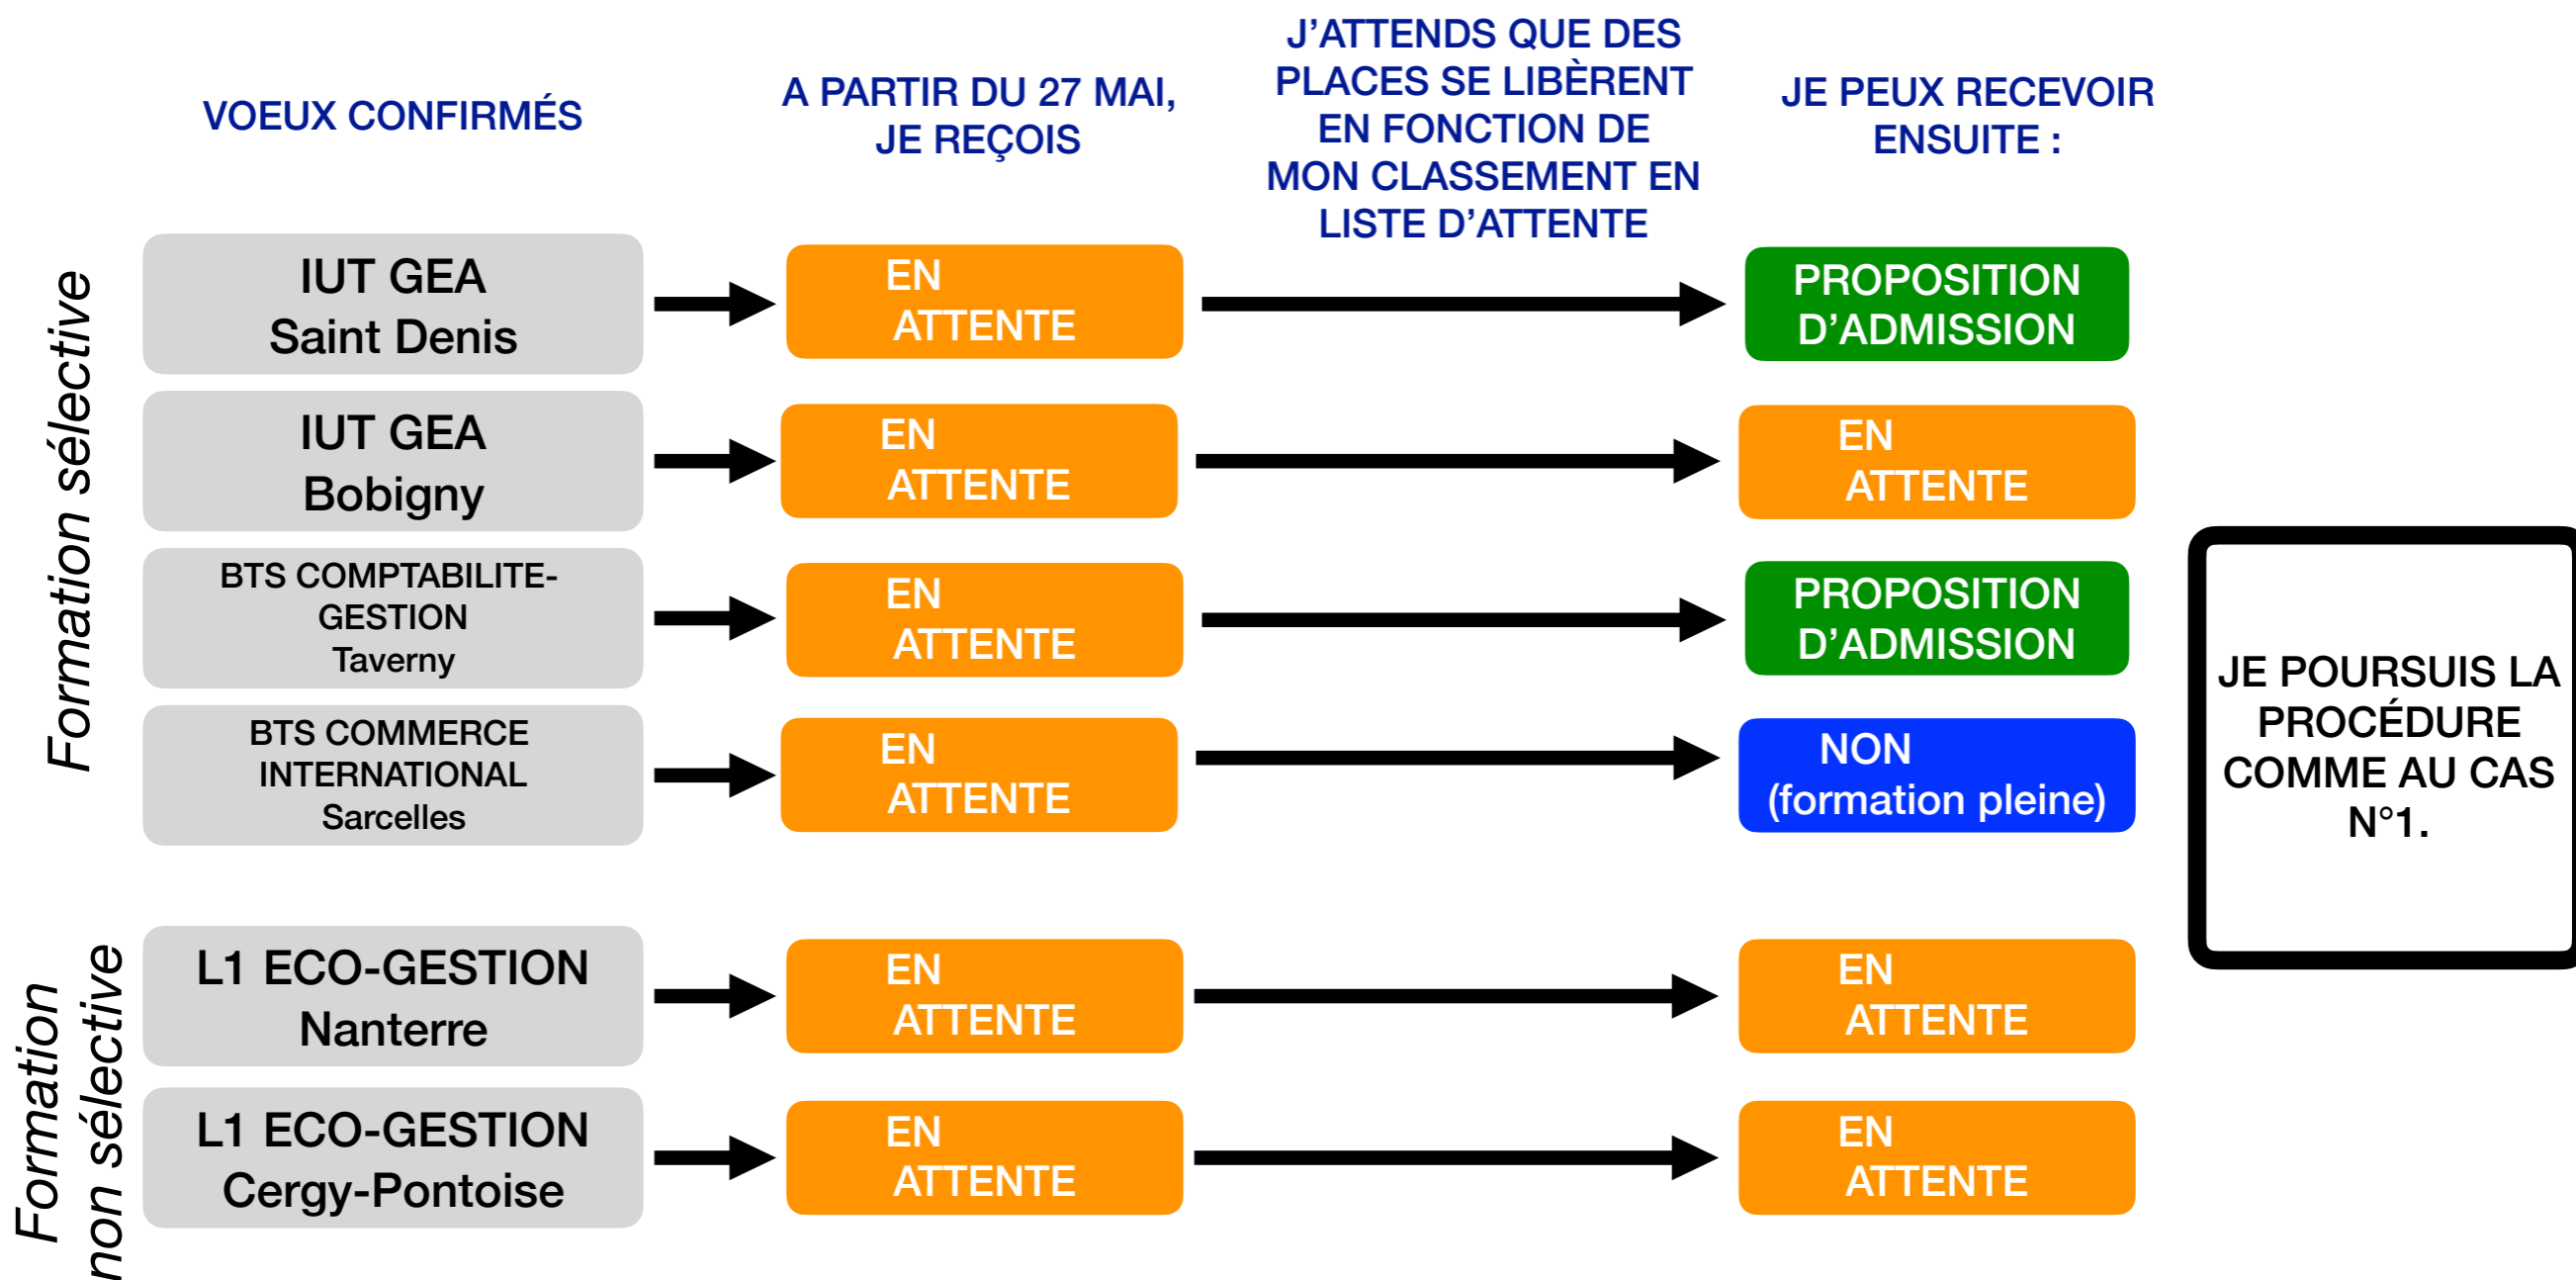 VOEUX CONFIRMÉS
A PARTIR DU 27 MAI,
JE REÇOIS
J'ATTENDS QUE DES
PLACES SE LIBÈRENT
EN FONCTION DE
MON CLASSEMENT EN
LISTE D'ATTENTE
JE PEUX RECEVOIR
ENSUITE :
Formation sélective
IUT GEA
Saint Denis
EN
ATTENTE
PROPOSITION
D'ADMISSION
IUT GEA
Bobigny
EN
ATTENTE
EN
ATTENTE
BTS COMPTABILITE-
GESTION
Taverny
EN
ATTENTE
PROPOSITION
D'ADMISSION
BTS COMMERCE
INTERNATIONAL
Sarcelles
EN
ATTENTE
NON
(formation pleine)
JE POURSUIS LA
PROCÉDURE
COMME AU CAS
N°1.
Formation
non sélective
L1 ECO-GESTION
Nanterre
EN
ATTENTE
EN
ATTENTE
L1 ECO-GESTION
Cergy-Pontoise
EN
ATTENTE
EN
ATTENTE